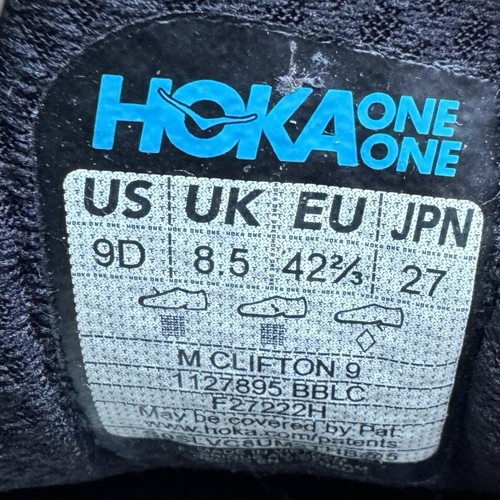 HOKA ONE ONE
US UK EU JPN
9D 8.5 42⅔ 27
M CLIFTON 9
1127895 BBLC
F27222H
May be covered by Pat.
www.hoka.com/patents